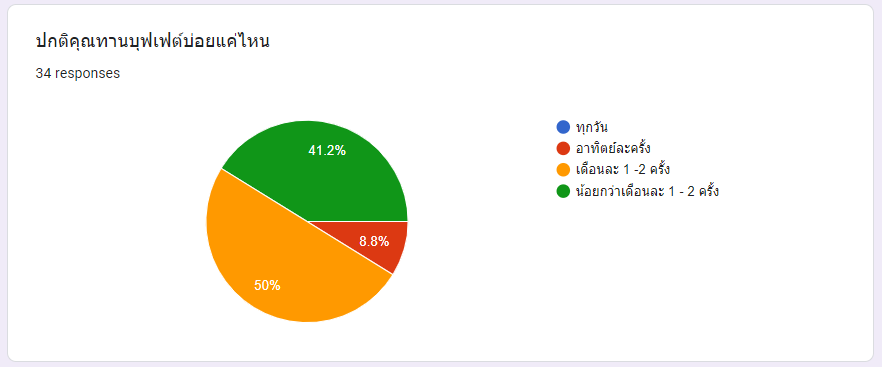 ปกติคุณทานบุฟเฟต์บ่อยแค่ไหน
34 responses
41.2%
8.8%
50%
ทุกวัน
อาทิตย์ละครั้ง
เดือนละ 1 -2 ครั้ง
น้อยกว่าเดือนละ 1 - 2 ครั้ง